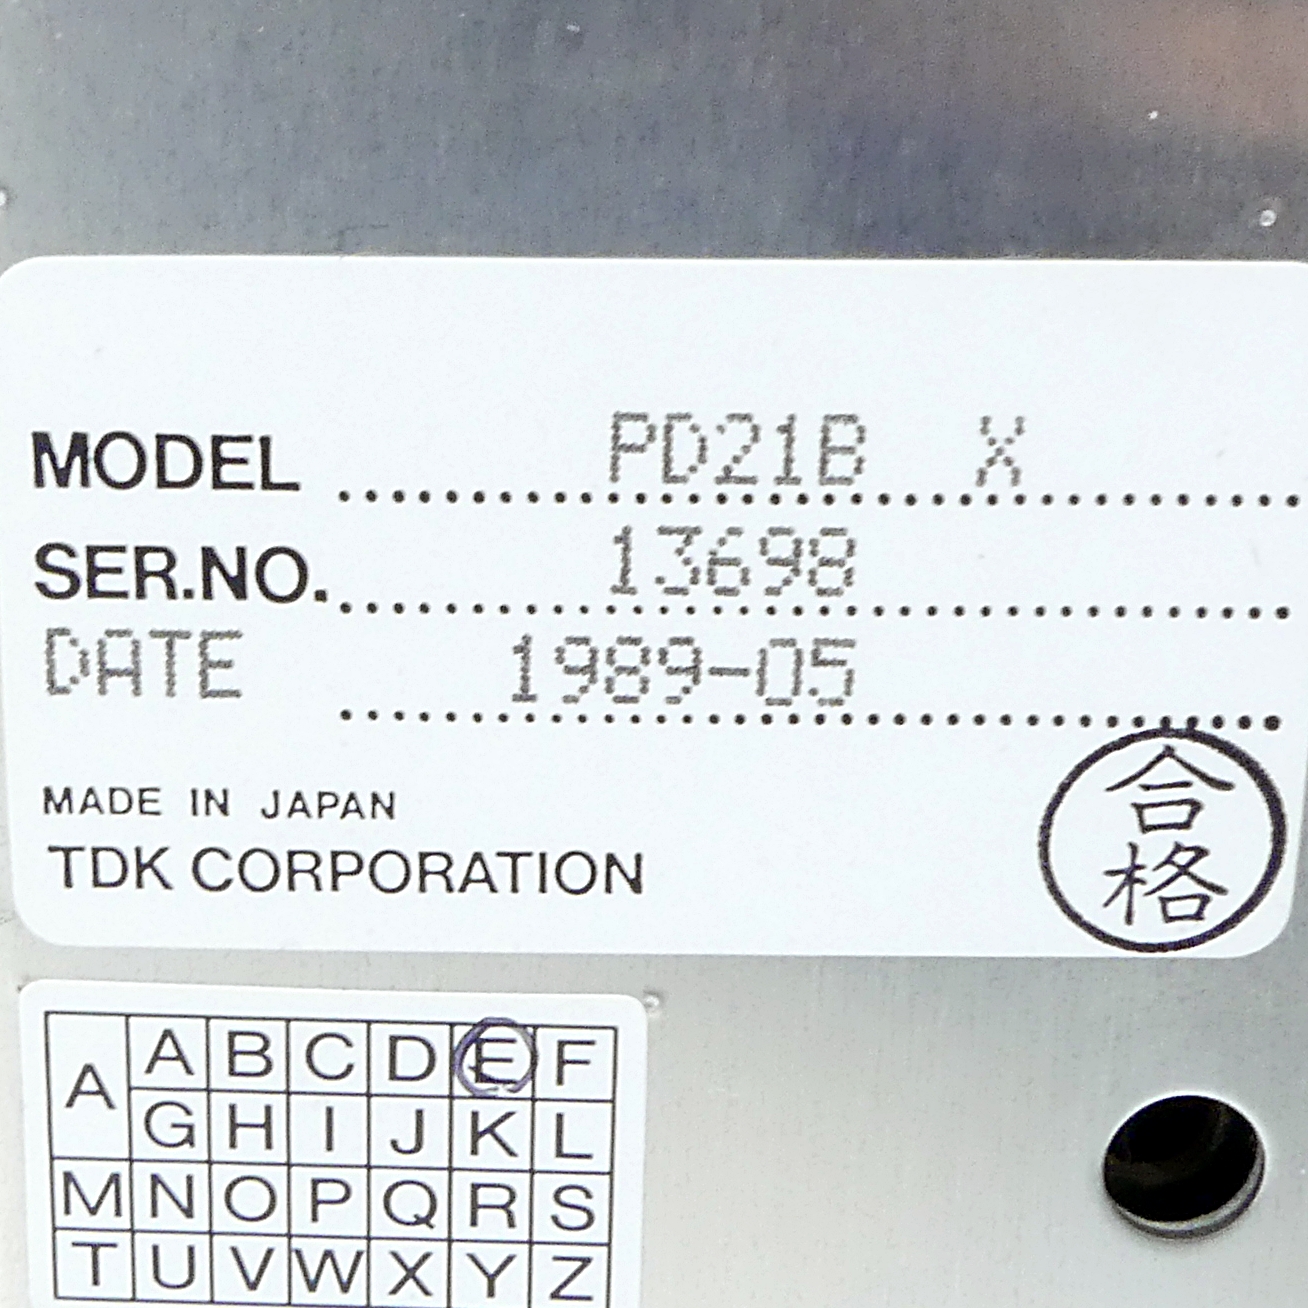 MODEL PD21B X
SER.NO. 13698
DATE 1989-05
MADE IN JAPAN
TDK CORPORATION
合
格
A A B C D E F
G H I J K L
M N O P Q R S
T U V W X Y Z